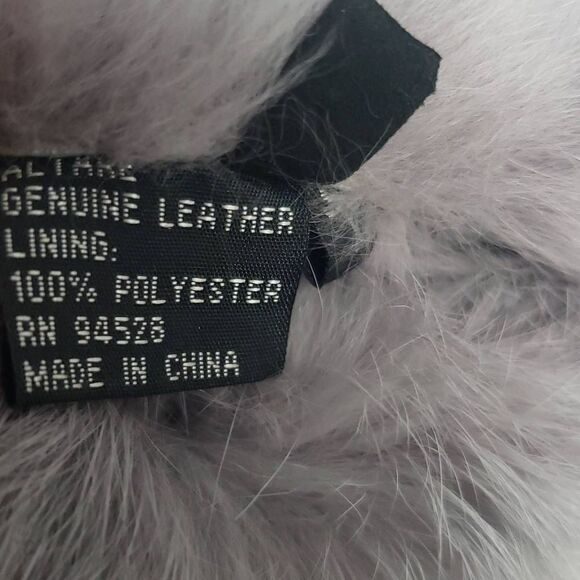 GENUINE LEATHER
LINING:
100% POLYESTER
RN 94528
MADE IN CHINA